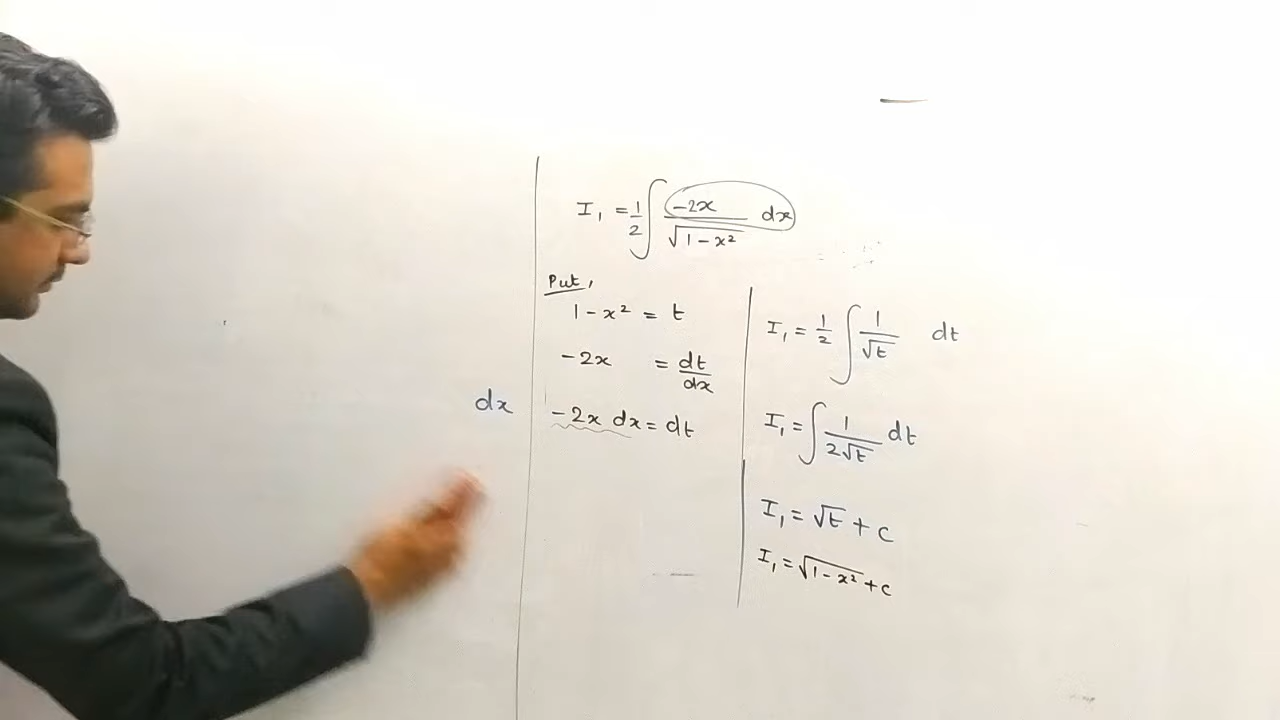 I₁ = 1/2 ∫ -2x/√(1-x²) dx
Put,
1-x² = t
-2x = dt/dx
dx
-2x dx = dt
I₁ = 1/2 ∫ 1/√t dt
I₁ = ∫ 1/(2√t) dt
I₁ = √t + c
I₁ = √(1-x²) + c